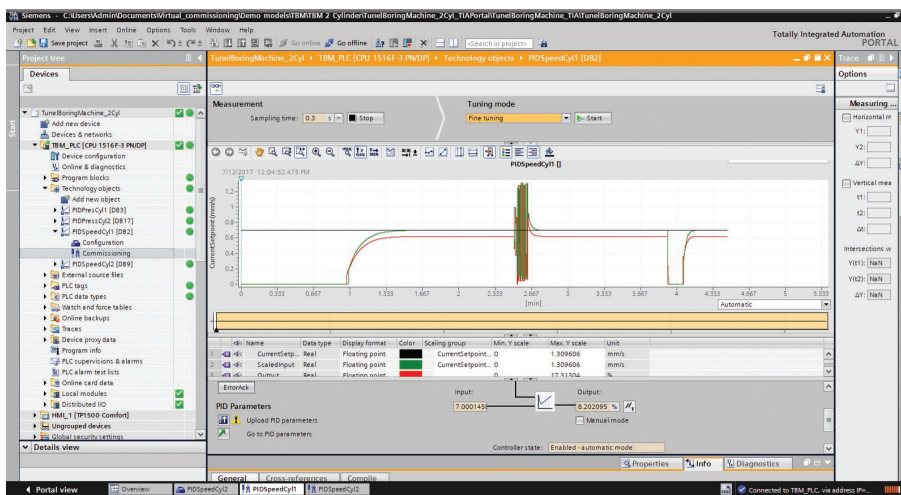 Siemens - C:\Users\Admin\Documents\Virtual_commissioning\Demo models\TBM\TBM 2 Cylinder\TunelBoringMachine_2Cyl_TIAPortal\TunelBoringMachine_TIA\TunelBoringMachine_2Cyl
Project Edit View Insert Online Options Tools Window Help
Totally Integrated Automation
PORTAL
Save project Go online Go offline <Search in project>
Project tree
TunelBoringMachine_2Cyl TBM_PLC [CPU 1516F-3 PN/DP] Technology objects PIDSpeedCyl1 [DB2]
Trace
Devices
Options
Start
TunelBoringMachine_2Cyl
Add new device
Devices & networks
TBM_PLC [CPU 1516F-3 PN/DP]
Device configuration
Online & diagnostics
Program blocks
Technology objects
Add new object
PIDPresCyl1 [DB3]
PIDPressCyl2 [DB17]
PIDSpeedCyl1 [DB2]
Configuration
Commissioning
PIDSpeedCyl2 [DB9]
External source files
PLC tags
PLC data types
Watch and force tables
Online backups
Traces
Device proxy data
Program info
PLC supervisions & alarms
PLC alarm text lists
Online card data
Local modules
Distributed I/O
HMI_1 [TP1500 Comfort]
Ungrouped devices
Global security settings
Details view
Measurement
Sampling time: 0.3 s Stop
Tuning mode
Fine tuning Start
PIDSpeedCyl1 []
7/12/2017 12:04:52.475 PM
CurrentSetpoint (mm/s)
1.2
1
0.8
0.6
0.4
0.2
0
0 0.333 0.667 1 1.333 1.667 2 2.333 2.667 3 3.333 3.667 4 4.333 4.667 5 5.333
[min]
Automatic
Name Data type Display format Color Scaling group Min. Y scale Max. Y scale Unit
1 CurrentSetp... Real Floating point CurrentSetpoint... 0 1.309606 mm/s
2 ScaledInput Real Floating point CurrentSetpoint... 0 1.309606 mm/s
3 Output Real Floating point 0 17.31304 %
ErrorAck
Input: Output:
PID Parameters
7.000145 8.202095 %
Upload PID parameters
Manual mode
Go to PID parameters
Controller state: Enabled - automatic mode
Properties Info Diagnostics
General Cross-references Compile
Measuring ...
Horizontal m
Y1:
Y2:
ΔY:
Vertical mea
t1:
t2:
Δt:
Intersections w
Y(t1): NaN
Y(t2): NaN
ΔY: NaN
Portal view Overview PIDSpeedCyl2 PIDSpeedCyl1 PIDSpeedCyl2
Connected to TBM_PLC, via address IP=...